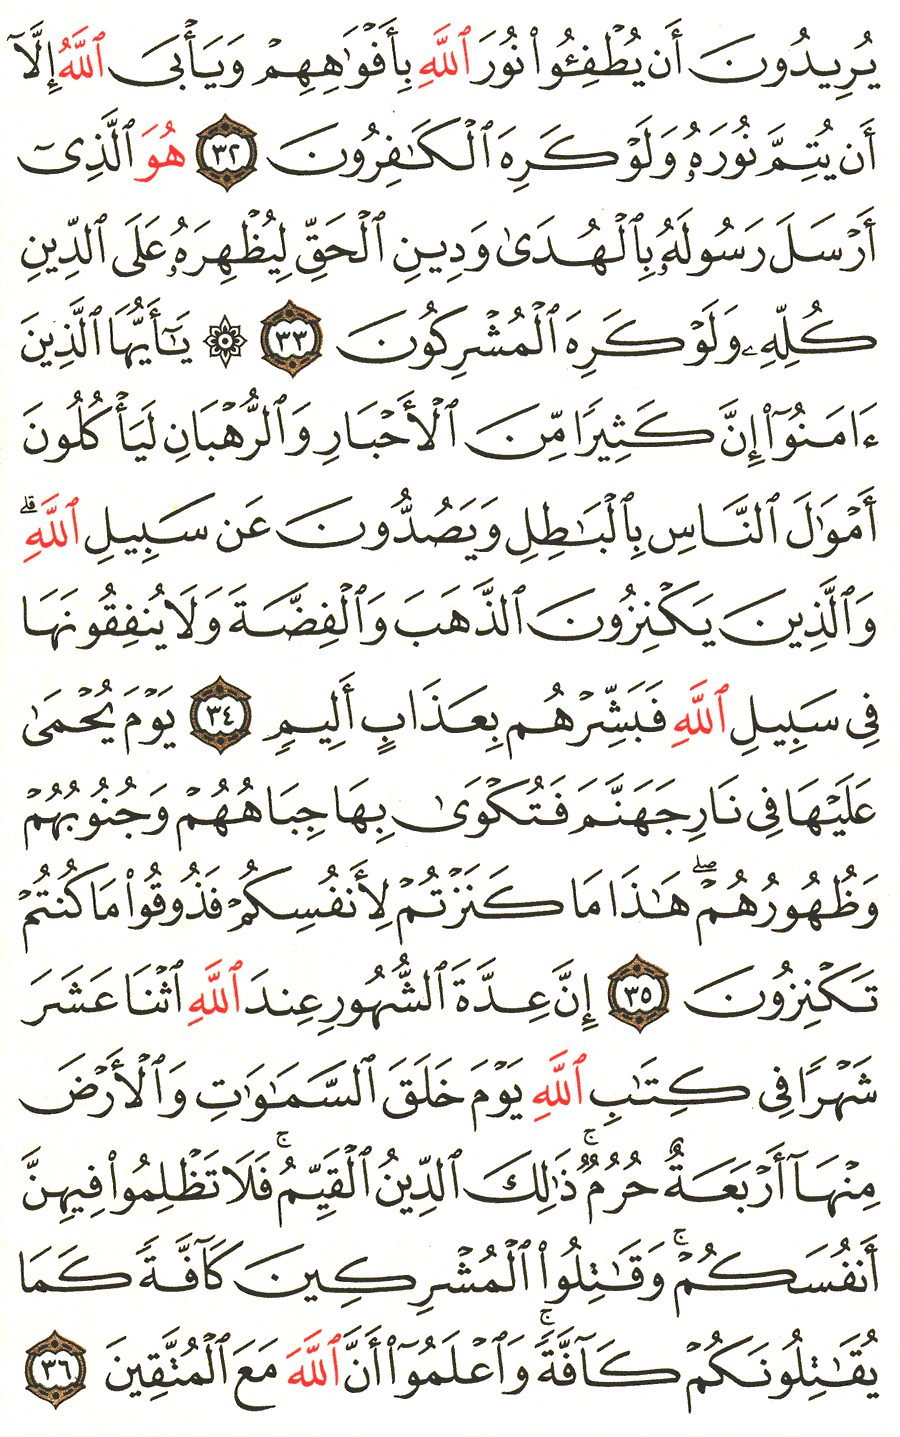 يُرِيدُونَ أَن يُطْفِـُٔوا۟ نُورَ ٱللَّهِ بِأَفْوَٰهِهِمْ وَيَأْبَى ٱللَّهُ إِلَّآ
أَن يُتِمَّ نُورَهُۥ وَلَوْ كَرِهَ ٱلْكَـٰفِرُونَ ٣٢ هُوَ ٱلَّذِىٓ
أَرْسَلَ رَسُولَهُۥ بِٱلْهُدَىٰ وَدِينِ ٱلْحَقِّ لِيُظْهِرَهُۥ عَلَى ٱلدِّينِ
كُلِّهِۦ وَلَوْ كَرِهَ ٱلْمُشْرِكُونَ ٣٣ ۞ يَـٰٓأَيُّهَا ٱلَّذِينَ
ءَامَنُوٓا۟ إِنَّ كَثِيرًا مِّنَ ٱلْأَحْبَارِ وَٱلرُّهْبَانِ لَيَأْكُلُونَ
أَمْوَٰلَ ٱلنَّاسِ بِٱلْبَـٰطِلِ وَيَصُدُّونَ عَن سَبِيلِ ٱللَّهِ ۗ
وَٱلَّذِينَ يَكْنِزُونَ ٱلذَّهَبَ وَٱلْفِضَّةَ وَلَا يُنفِقُونَهَا
فِى سَبِيلِ ٱللَّهِ فَبَشِّرْهُم بِعَذَابٍ أَلِيمٍ ٣٤ يَوْمَ يُحْمَىٰ
عَلَيْهَا فِى نَارِ جَهَنَّمَ فَتُكْوَىٰ بِهَا جِبَاهُهُمْ وَجُنُوبُهُمْ
وَظُهُورُهُمْ ۖ هَـٰذَا مَا كَنَزْتُمْ لِأَنفُسِكُمْ فَذُوقُوا۟ مَا كُنتُمْ
تَكْنِزُونَ ٣٥ إِنَّ عِدَّةَ ٱلشُّهُورِ عِندَ ٱللَّهِ ٱثْنَا عَشَرَ
شَهْرًا فِى كِتَـٰبِ ٱللَّهِ يَوْمَ خَلَقَ ٱلسَّمَـٰوَٰتِ وَٱلْأَرْضَ
مِنْهَآ أَرْبَعَةٌ حُرُمٌ ۚ ذَٰلِكَ ٱلدِّينُ ٱلْقَيِّمُ ۚ فَلَا تَظْلِمُوا۟ فِيهِنَّ
أَنفُسَكُمْ ۚ وَقَـٰتِلُوا۟ ٱلْمُشْرِكِينَ كَآفَّةً كَمَا
يُقَـٰتِلُونَكُمْ كَآفَّةً ۚ وَٱعْلَمُوٓا۟ أَنَّ ٱللَّهَ مَعَ ٱلْمُتَّقِينَ ٣٦